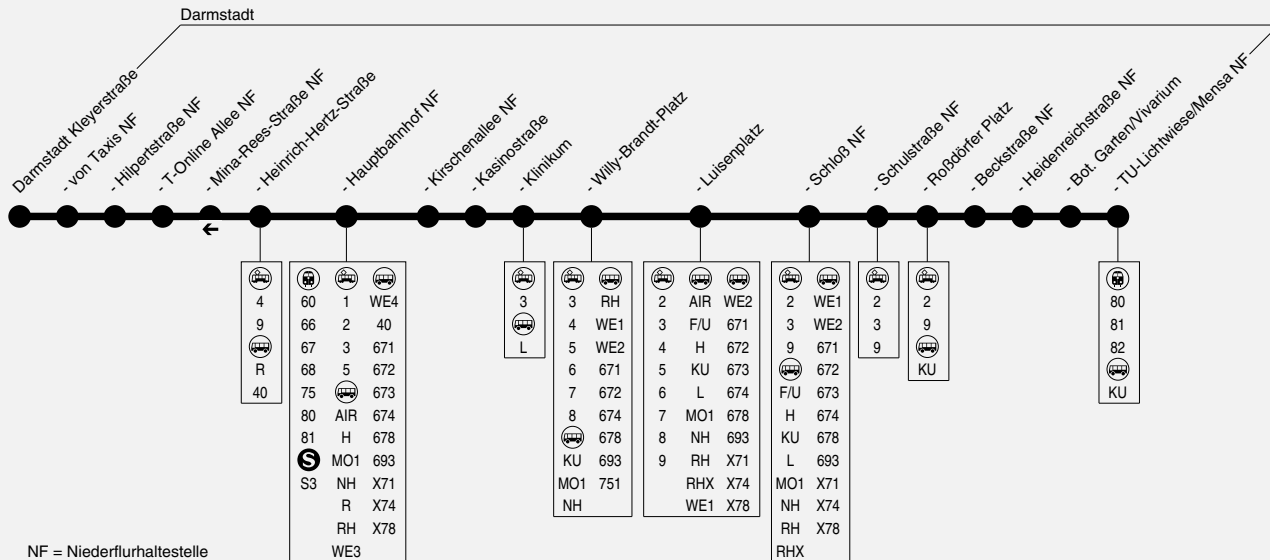 Darmstadt
Darmstadt Kleyerstraße
- von Taxis NF
- Hilpertstraße NF
- T-Online Allee NF
- Mina-Rees-Straße NF
- Heinrich-Hertz-Straße
- Hauptbahnhof NF
- Kirschenallee NF
- Kasinostraße
- Klinikum
- Willy-Brandt-Platz
- Luisenplatz
- Schloß NF
- Schulstraße NF
- Roßdörfer Platz
- Beckstraße NF
- Heidenreichstraße NF
- Bot. Garten/Vivarium
- TU-Lichtwiese/Mensa NF
4
9
R
40
60 1 WE4
66 2 40
67 3 671
68 5 672
75 673
80 AIR 674
81 H 678
S MO1 693
S3 NH X71
R X74
RH X78
WE3
3
L
3 RH
4 WE1
5 WE2
6 671
7 672
8 674
678
KU 693
MO1 751
NH
2 AIR WE2
3 F/U 671
4 H 672
5 KU 673
6 L 674
7 MO1 678
8 NH 693
9 RH X71
RHX X74
WE1 X78
2 WE1
3 WE2
9 671
672
F/U 673
H 674
KU 678
L 693
MO1 X71
NH X74
RH X78
RHX
2
3
9
2
9
KU
80
81
82
KU
NF = Niederflurhaltestelle